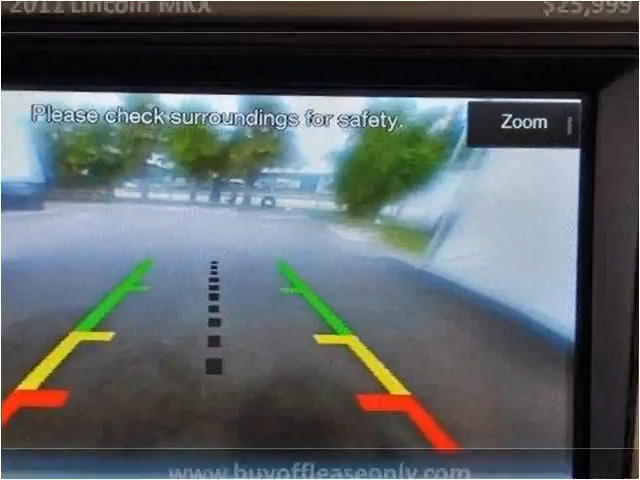 2011 Lincoln MKX $25,999
Please check surroundings for safety.
Zoom
www.buyoffleaseonly.com